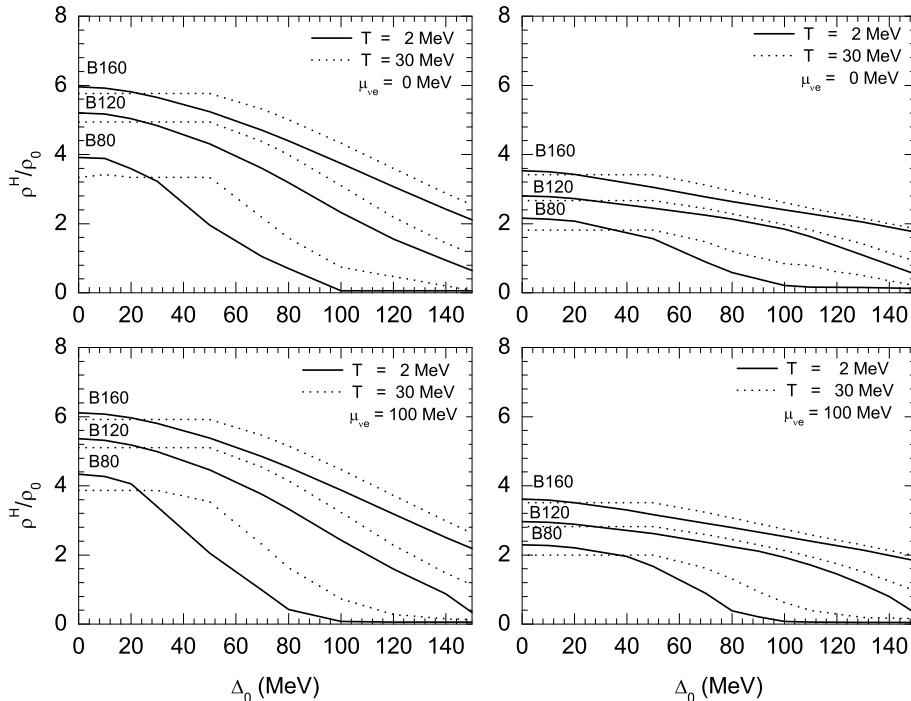 8
6
4
2
0
ρ^H/ρ_0
B160
B120
B80
T = 2 MeV
T = 30 MeV
μ_νe = 0 MeV
0 20 40 60 80 100 120 140
8
6
4
2
0
B160
B120
B80
T = 2 MeV
T = 30 MeV
μ_νe = 0 MeV
0 20 40 60 80 100 120 140
8
6
4
2
0
ρ^H/ρ_0
B160
B120
B80
T = 2 MeV
T = 30 MeV
μ_νe = 100 MeV
0 20 40 60 80 100 120 140
Δ_0 (MeV)
8
6
4
2
0
B160
B120
B80
T = 2 MeV
T = 30 MeV
μ_νe = 100 MeV
0 20 40 60 80 100 120 140
Δ_0 (MeV)